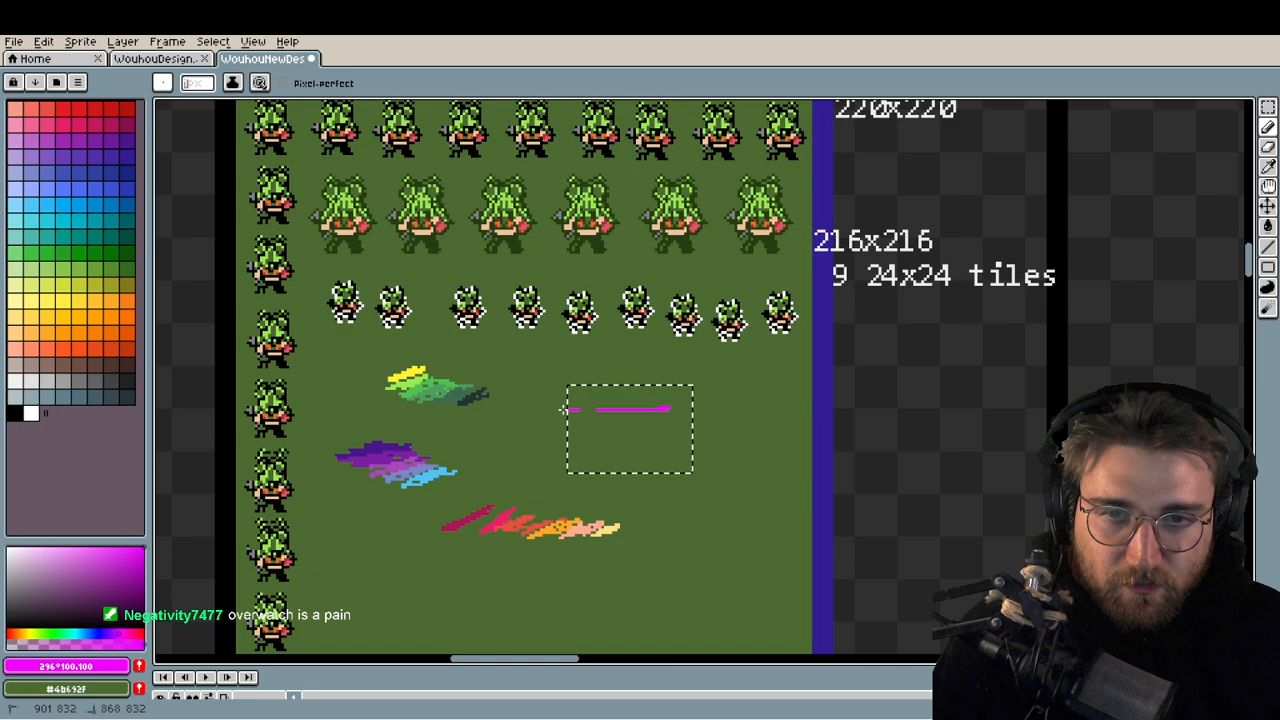 File Edit Sprite Layer Frame Select View Help
Home WouhouDesign. WouhouNewDes
Pixel-perfect
220x220
216x216
9 24x24 tiles
Negativity7477 overwatch is a pain
296°100,100
#4b692F
901 832 868 832